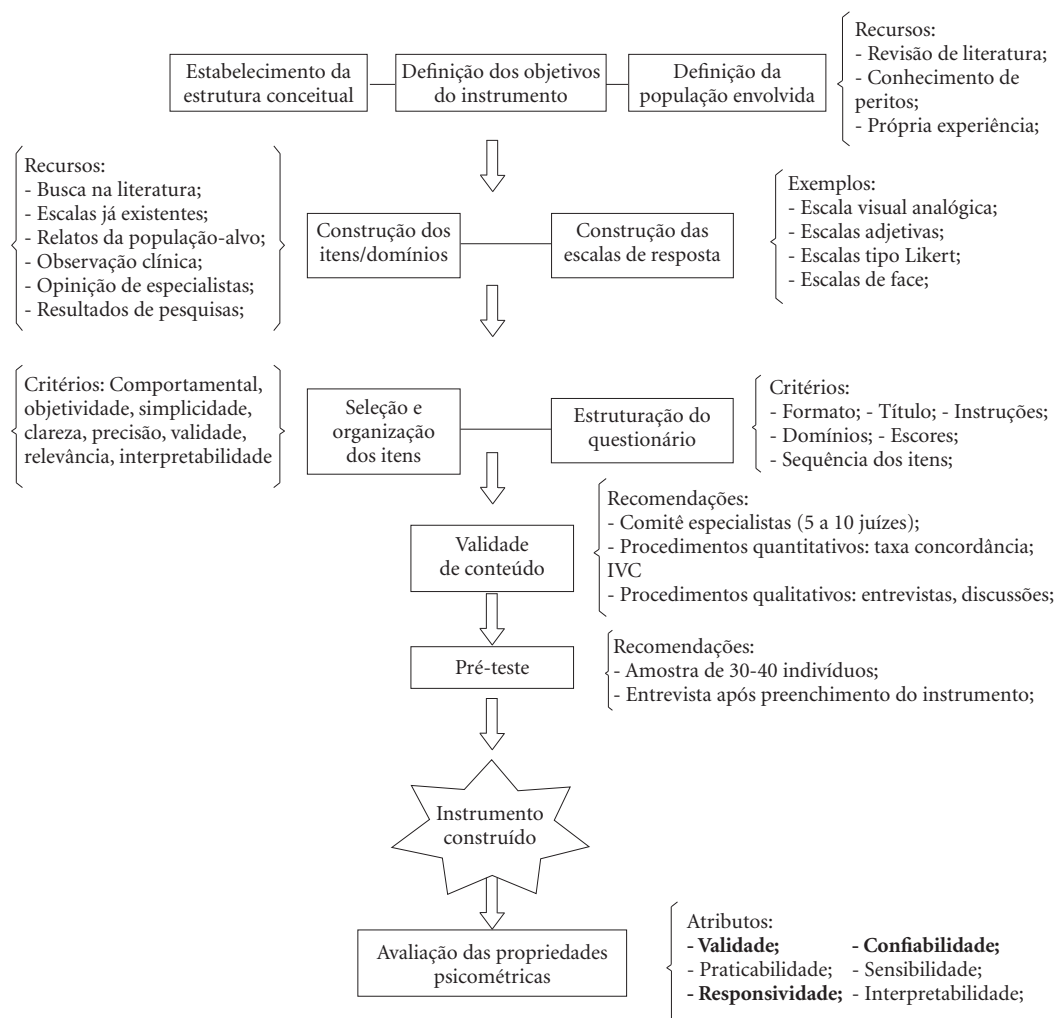 Estabelecimento da
estrutura conceitual
Definição dos objetivos
do instrumento
Definição da
população envolvida
Recursos:
- Revisão de literatura;
- Conhecimento de
peritos;
- Própria experiência;
Recursos:
- Busca na literatura;
- Escalas já existentes;
- Relatos da população-alvo;
- Observação clínica;
- Opinição de especialistas;
- Resultados de pesquisas;
Construção dos
itens/domínios
Construção das
escalas de resposta
Exemplos:
- Escala visual analógica;
- Escalas adjetivas;
- Escalas tipo Likert;
- Escalas de face;
Critérios: Comportamental,
objetividade, simplicidade,
clareza, precisão, validade,
relevância, interpretabilidade
Seleção e
organização
dos itens
Estruturação do
questionário
Critérios:
- Formato; - Título; - Instruções;
- Domínios; - Escores;
- Sequência dos itens;
Validade
de conteúdo
Recomendações:
- Comitê especialistas (5 a 10 juízes);
- Procedimentos quantitativos: taxa concordância;
IVC
- Procedimentos qualitativos: entrevistas, discussões;
Pré-teste
Recomendações:
- Amostra de 30-40 indivíduos;
- Entrevista após preenchimento do instrumento;
Instrumento
construído
Avaliação das propriedades
psicométricas
Atributos:
- Validade; - Confiabilidade;
- Praticabilidade; - Sensibilidade;
- Responsividade; - Interpretabilidade;